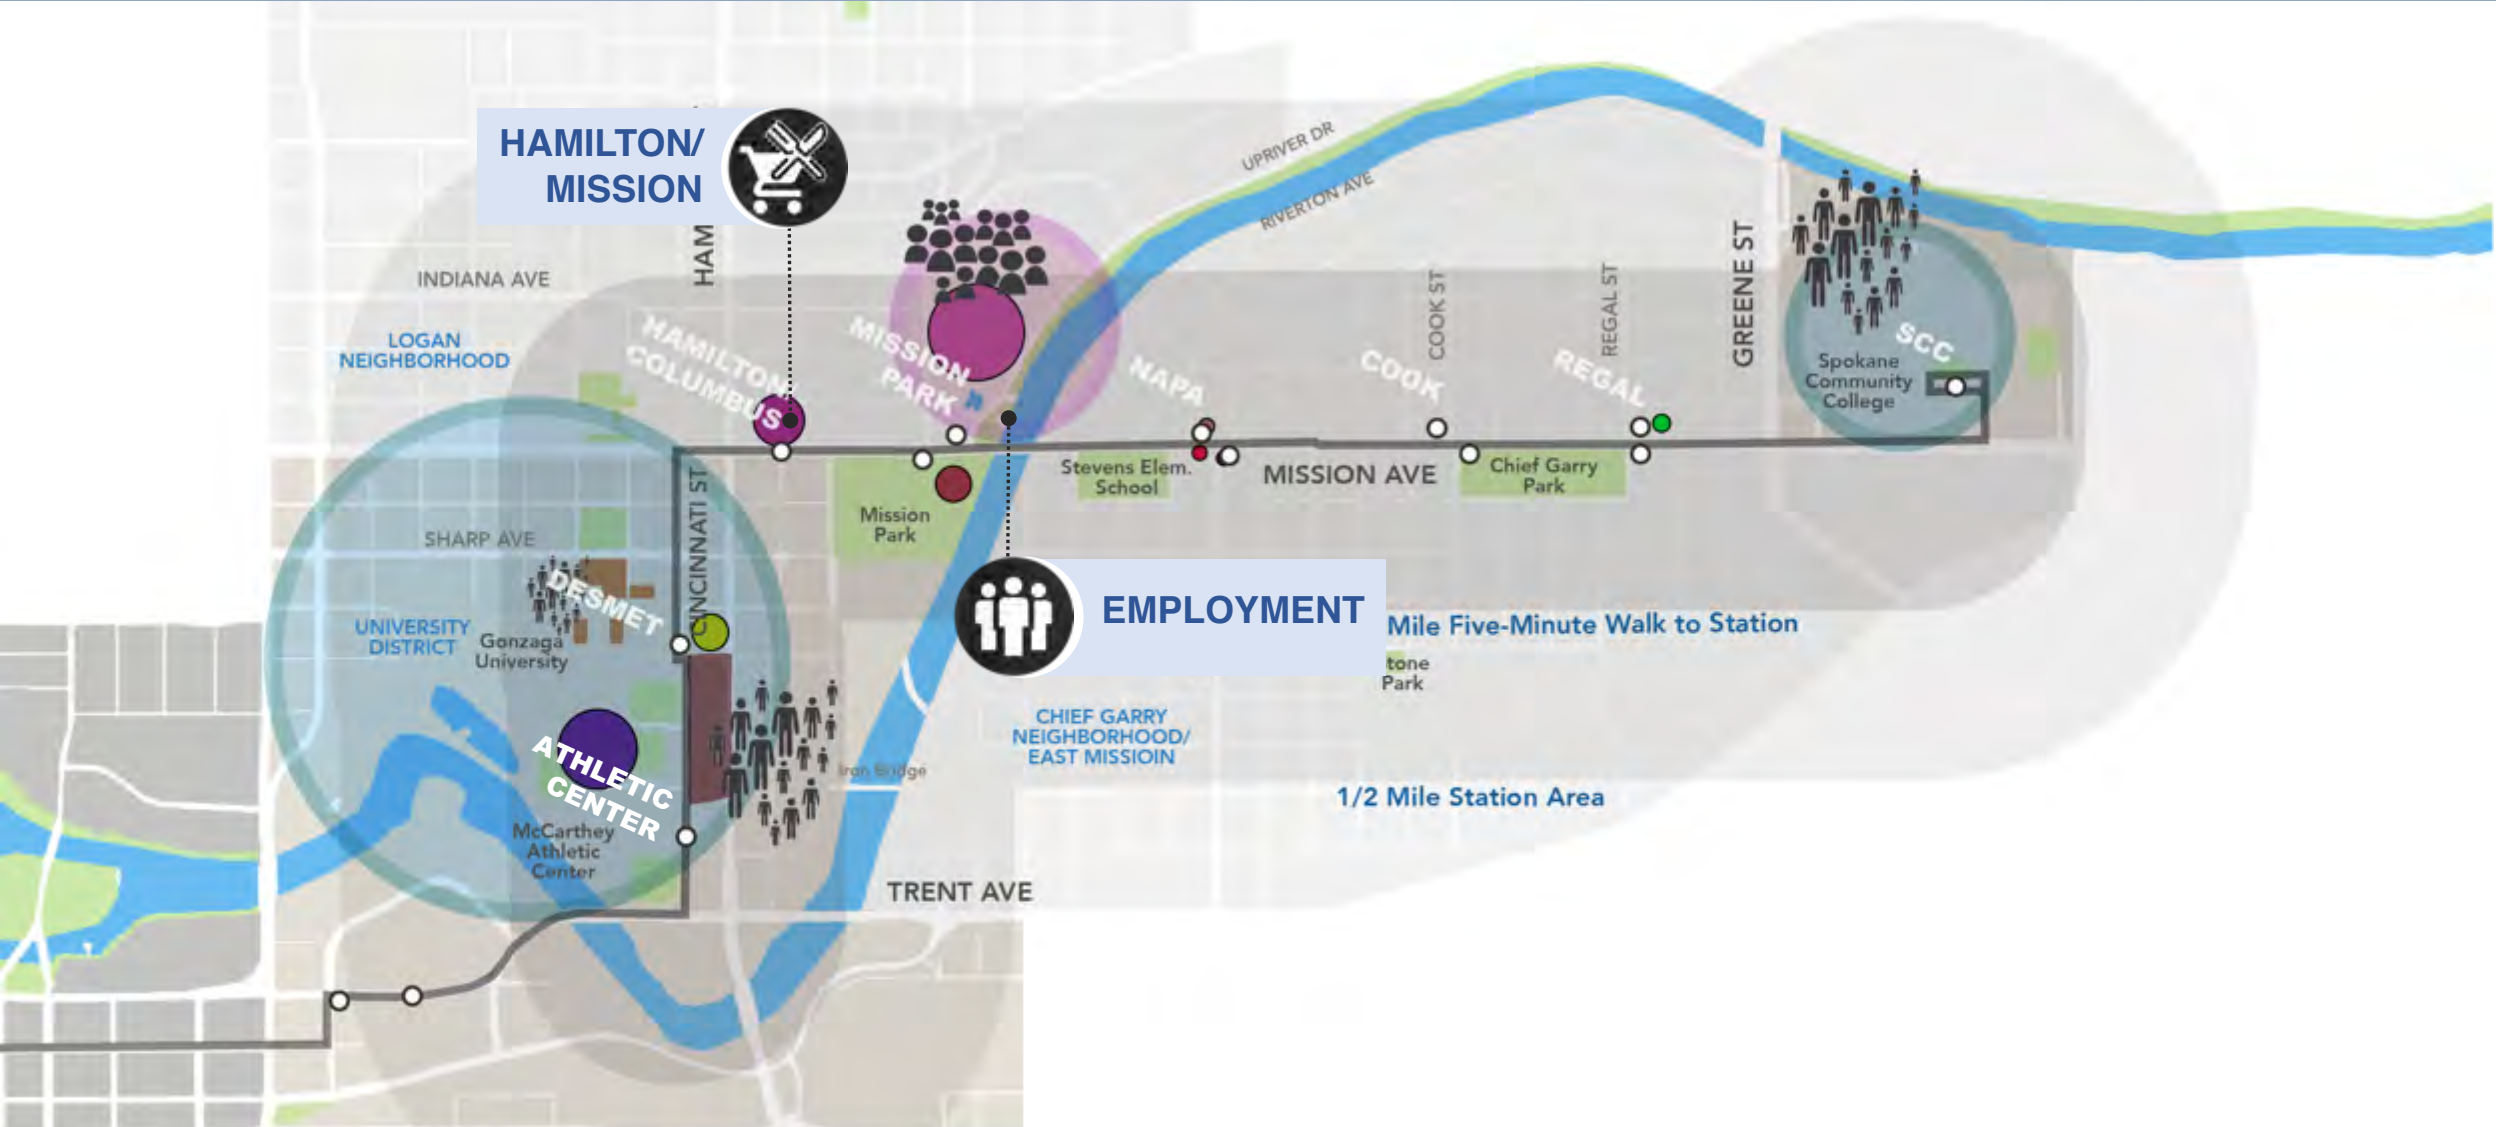 HAMILTON/
MISSION
HAM
UPRIVER DR
RIVERTON AVE
INDIANA AVE
LOGAN
NEIGHBORHOOD
HAMILTON/
COLUMBUS
MISSION
PARK
NAPA
COOK
COOK ST
REGAL
REGAL ST
GREENE ST
SCC
Spokane
Community
College
Stevens Elem.
School
MISSION AVE
Chief Garry
Park
Mission
Park
CINCINNATI ST
SHARP AVE
DESMET
UNIVERSITY
DISTRICT
Gonzaga
University
EMPLOYMENT
Mile Five-Minute Walk to Station
tone
Park
CHIEF GARRY
NEIGHBORHOOD/
EAST MISSIOIN
ATHLETIC
CENTER
Iron Bridge
1/2 Mile Station Area
McCarthey
Athletic
Center
TRENT AVE